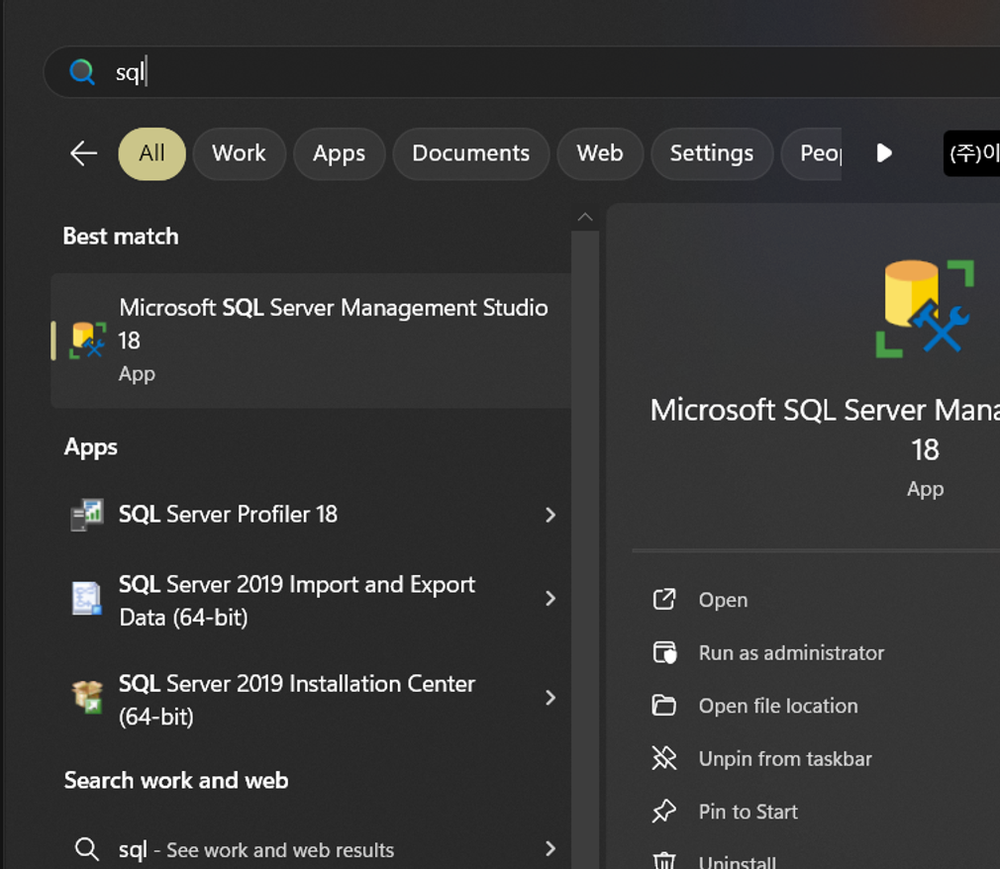 sql
All Work Apps Documents Web Settings
(주)
Best match
Microsoft SQL Server Management Studio
18
App
Apps
SQL Server Profiler 18
SQL Server 2019 Import and Export
Data (64-bit)
SQL Server 2019 Installation Center
(64-bit)
Search work and web
sql - See work and web results
Microsoft SQL Server
18
App
Open
Run as administrator
Open file location
Unpin from taskbar
Pin to Start
Uninstall